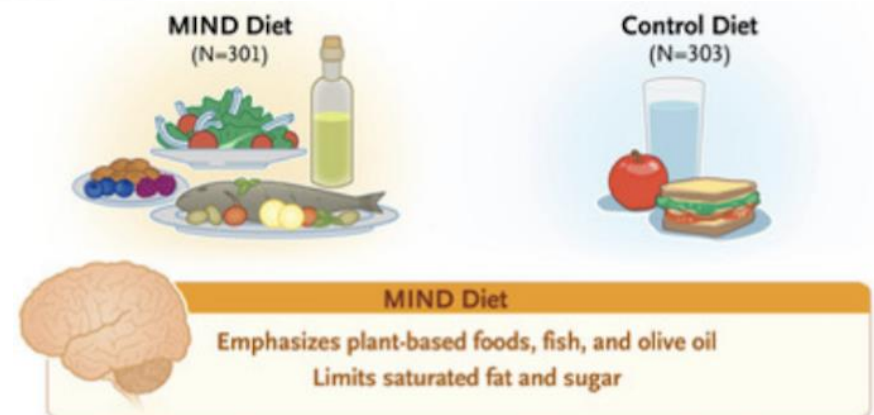 MIND Diet
(N=301)
Control Diet
(N=303)
MIND Diet
Emphasizes plant-based foods, fish, and olive oil
Limits saturated fat and sugar